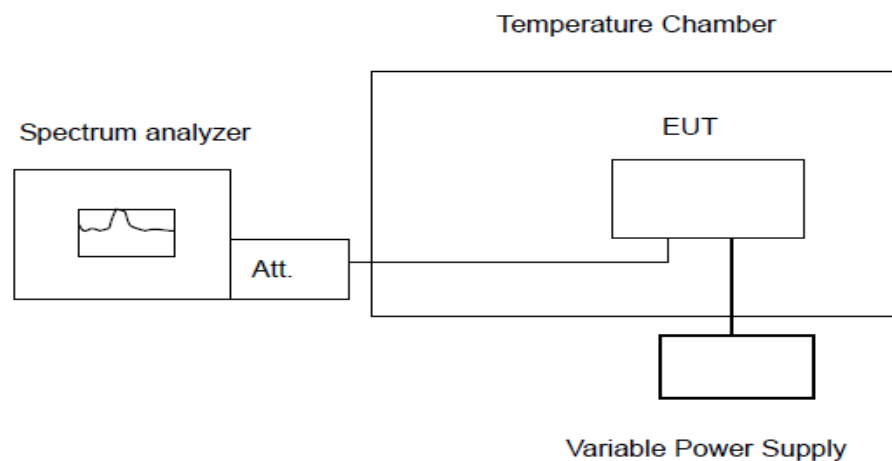 Temperature Chamber
Spectrum analyzer
EUT
Att.
Variable Power Supply